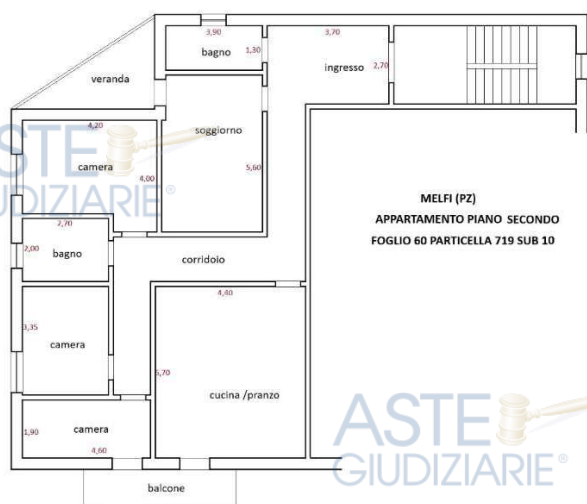 3,90
3,70
bagno
1,30
ingresso
2,70
veranda
4,20
soggiorno
camera
4,00
5,60
ASTE
GIUDIZIARIE®
MELFI (PZ)
APPARTAMENTO PIANO SECONDO
FOGLIO 60 PARTICELLA 719 SUB 10
2,70
2,00
bagno
corridoio
4,40
3,35
camera
5,70
cucina /pranzo
1,90
camera
4,60
balcone
ASTE
GIUDIZIARIE®